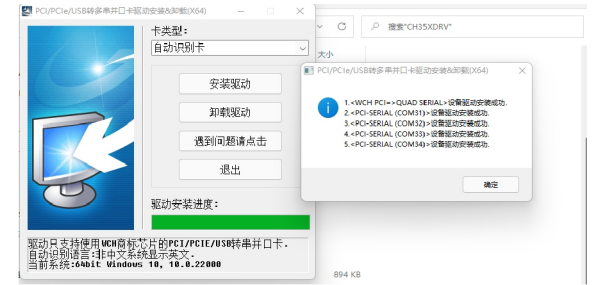 PCI/PCIe/USB转多串并口卡驱动安装&卸载(X64)
卡类型:
自动识别卡
安装驱动
卸载驱动
遇到问题请点击
退出
驱动安装进度:
驱动只支持使用WCH商标芯片的PCI/PCIE/USB转串并口卡.
自动识别语言:非中文系统显示英文.
当前系统:64bit Windows 10, 10.0.22000
搜索"CH35XDRV"
大小
PCI/PCIe/USB转多串并口卡驱动安装&卸载(X64)
1.<WCH PCI=>QUAD SERIAL>设备驱动安装成功.
2.<PCI-SERIAL (COM31)>设备驱动安装成功.
3.<PCI-SERIAL (COM32)>设备驱动安装成功.
4.<PCI-SERIAL (COM33)>设备驱动安装成功.
5.<PCI-SERIAL (COM34)>设备驱动安装成功.
确定
894 KB